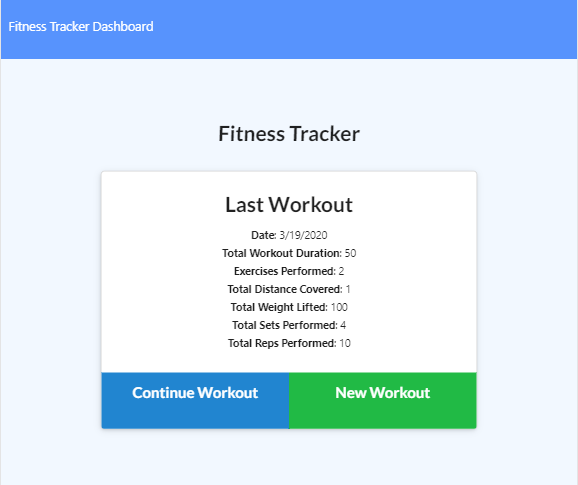 Fitness Tracker Dashboard
Fitness Tracker
Last Workout
Date: 3/19/2020
Total Workout Duration: 50
Exercises Performed: 2
Total Distance Covered: 1
Total Weight Lifted: 100
Total Sets Performed: 4
Total Reps Performed: 10
Continue Workout New Workout